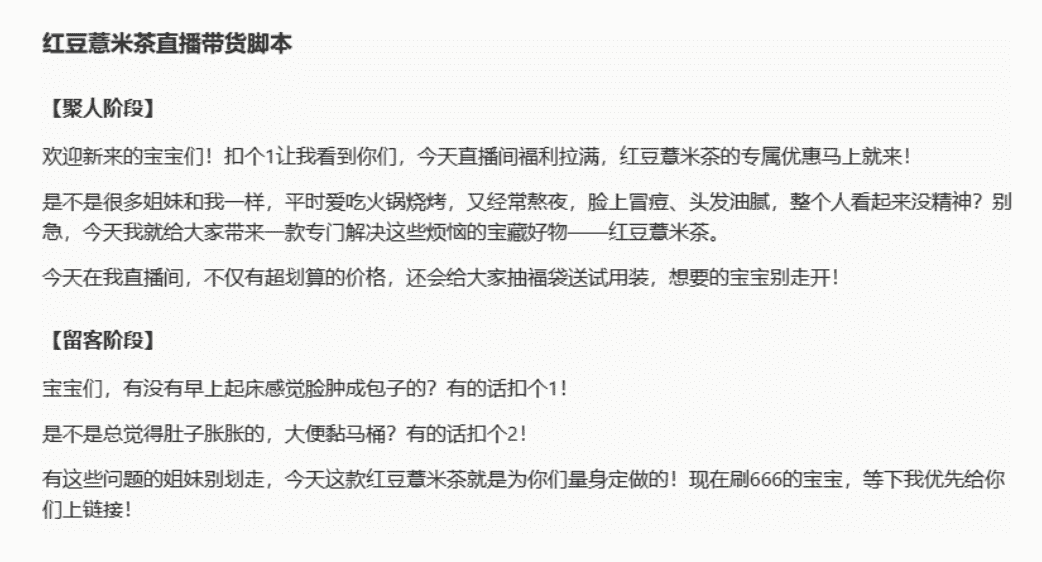 红豆薏米茶直播带货脚本
【聚人阶段】
欢迎新来的宝宝们！扣个1让我看到你们，今天直播间福利拉满，红豆薏米茶的专属优惠马上就来！
是不是很多姐妹和我一样，平时爱吃火锅烧烤，又经常熬夜，脸上冒痘、头发油腻，整个人看起来没精神？别
急，今天我就给大家带来一款专门解决这些烦恼的宝藏好物——红豆薏米茶。
今天在我直播间，不仅有超划算的价格，还会给大家抽福袋送试用装，想要的宝宝别走开！
【留客阶段】
宝宝们，有没有早上起床感觉脸肿成包子的？有的话扣个1！
是不是总觉得肚子胀胀的，大便黏马桶？有的话扣个2！
有这些问题的姐妹别划走，今天这款红豆薏米茶就是为你们量身定做的！现在刷666的宝宝，等下我优先给你
们上链接！